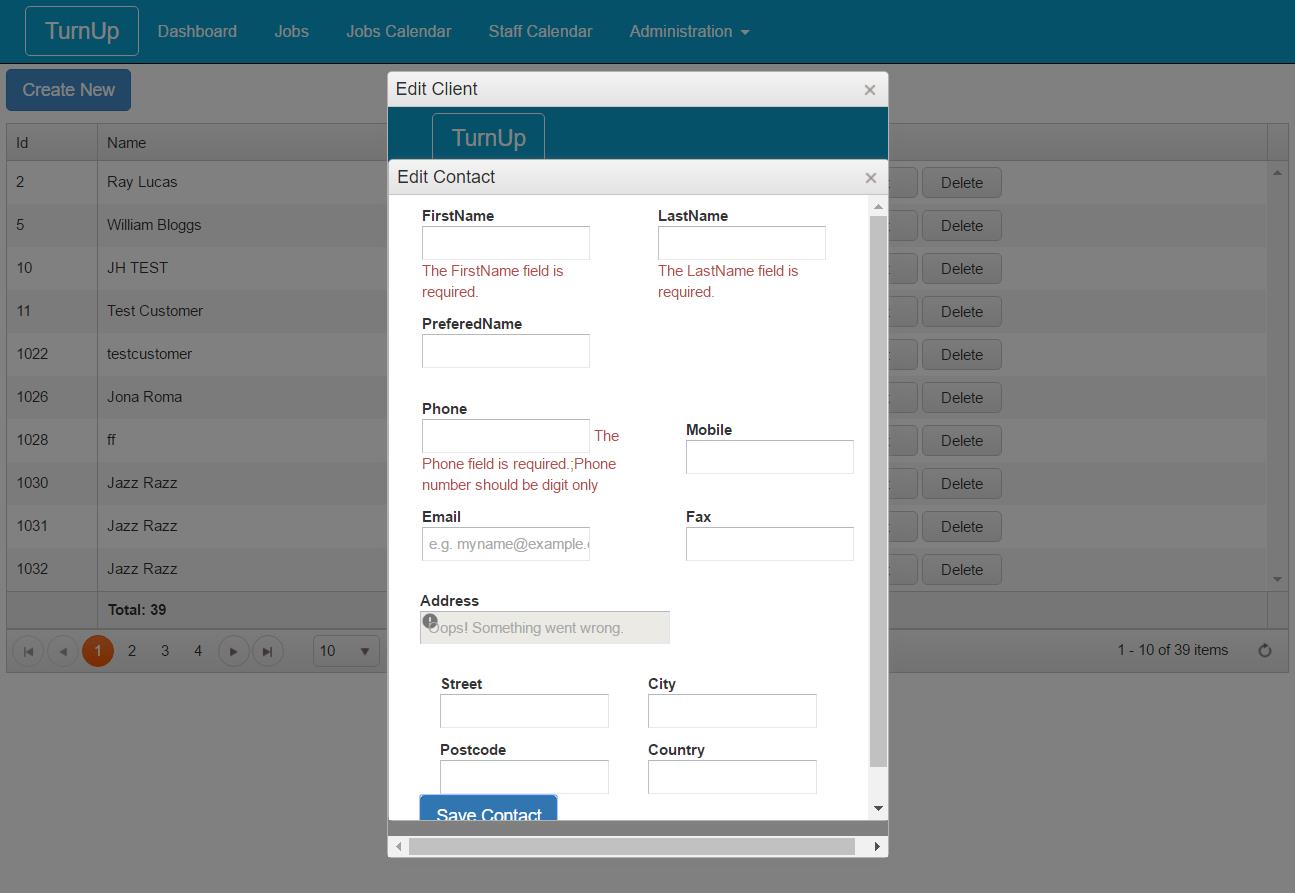 TurnUp Dashboard Jobs Jobs Calendar Staff Calendar Administration
Create New
Edit Client ×
TurnUp
Id Name
Edit Contact ×
2 Ray Lucas Delete
5 William Bloggs Delete
10 JH TEST Delete
11 Test Customer Delete
1022 testcustomer Delete
1026 Jona Roma Delete
1028 ff Delete
1030 Jazz Razz Delete
1031 Jazz Razz Delete
1032 Jazz Razz Delete
Total: 39
1 2 3 4 10 1 - 10 of 39 items
FirstName LastName
The FirstName field is
required.
The LastName field is
required.
PreferedName
Phone
The
Phone field is required.;Phone
number should be digit only
Mobile
Email Fax
e.g. myname@example.
Address
Oops! Something went wrong.
Street City
Postcode Country
Save Contact